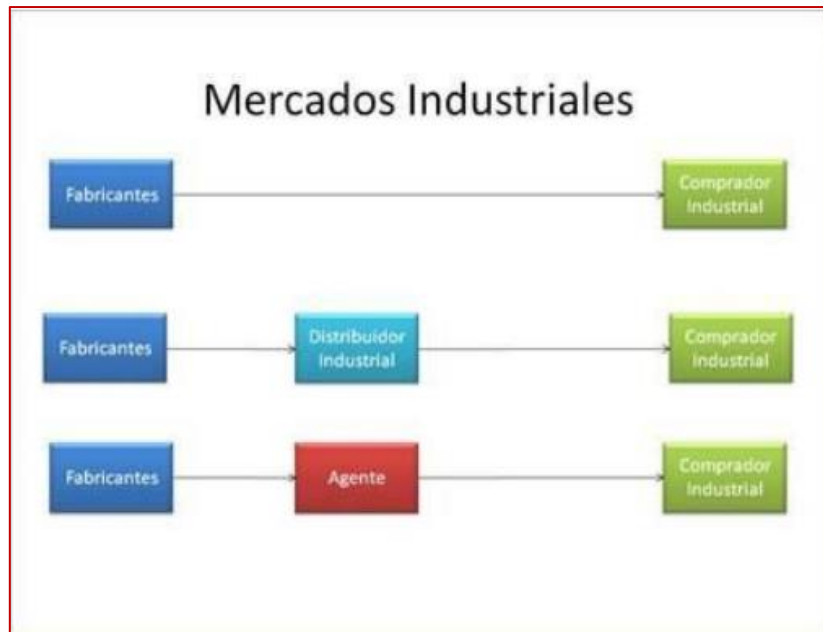 Mercados Industriales
Fabricantes
Comprador
Industrial
Fabricantes
Distribuidor
Industrial
Comprador
Industrial
Fabricantes
Agente
Comprador
Industrial